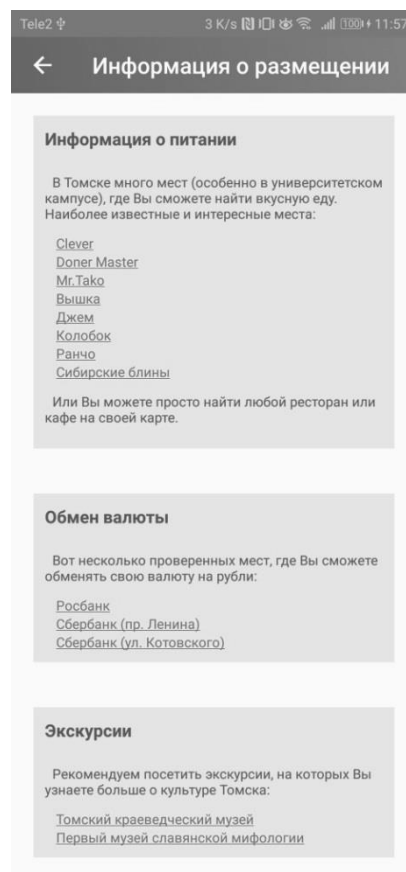 Tele2 3 K/s 100 11:57
Информация о размещении
Информация о питании
В Томске много мест (особенно в университетском
кампусе), где Вы сможете найти вкусную еду.
Наиболее известные и интересные места:
Clever
Doner Master
Mr.Tako
Вышка
Джем
Колобок
Ранчо
Сибирские блины
Или Вы можете просто найти любой ресторан или
кафе на своей карте.
Обмен валюты
Вот несколько проверенных мест, где Вы сможете
обменять свою валюту на рубли:
Росбанк
Сбербанк (пр. Ленина)
Сбербанк (ул. Котовского)
Экскурсии
Рекомендуем посетить экскурсии, на которых Вы
узнаете больше о культуре Томска:
Томский краеведческий музей
Первый музей славянской мифологии